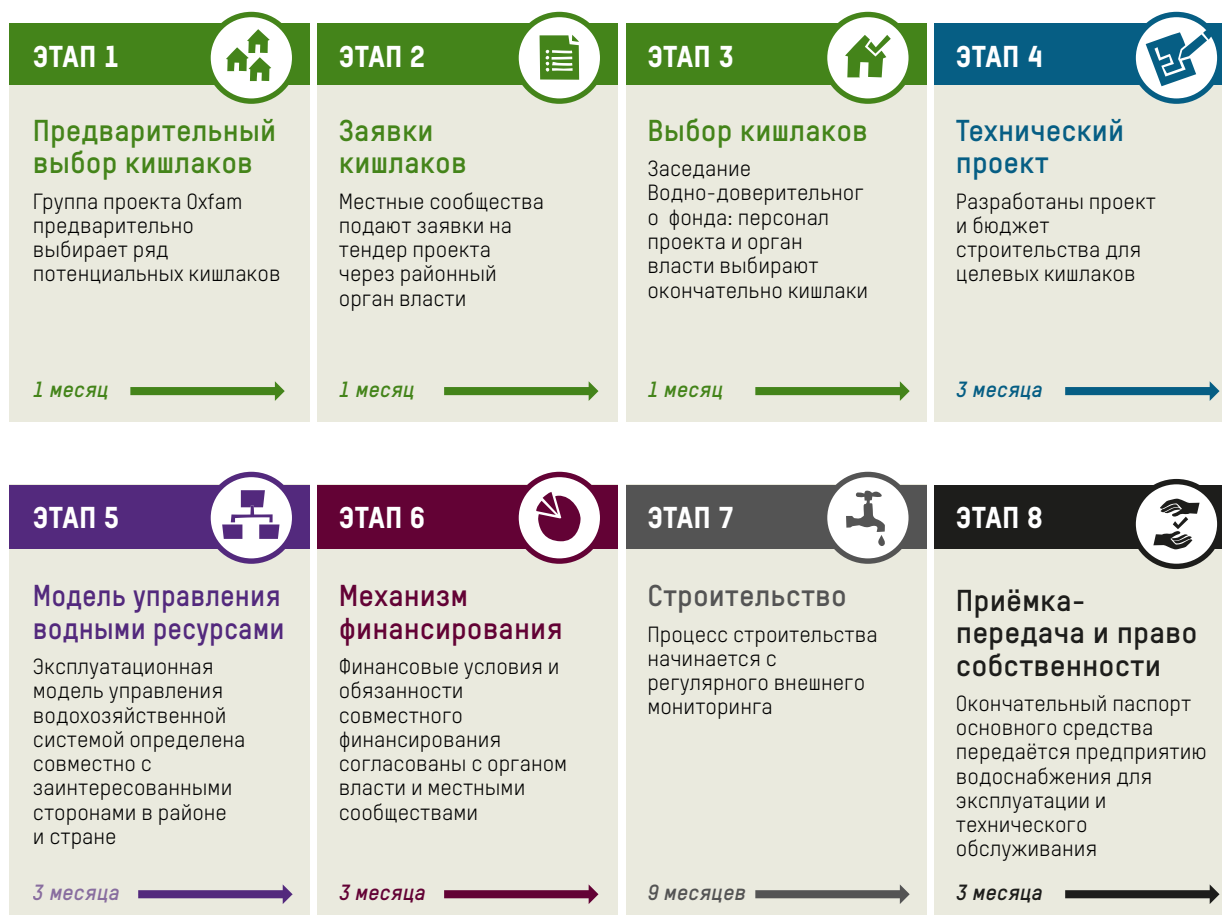 ЭТАП 1
Предварительный
выбор кишлаков
Группа проекта Oxfam
предварительно
выбирает ряд
потенциальных кишлаков
1 месяц
ЭТАП 2
Заявки
кишлаков
Местные сообщества
подают заявки на
тендер проекта
через районный
орган власти
1 месяц
ЭТАП 3
Выбор кишлаков
Заседание
Водно-доверительног
о фонда: персонал
проекта и орган
власти выбирают
окончательно кишлаки
1 месяц
ЭТАП 4
Технический
проект
Разработаны проект
и бюджет
строительства для
целевых кишлаков
3 месяца
ЭТАП 5
Модель управления
водными ресурсами
Эксплуатационная
модель управления
водохозяйственной
системой определена
совместно с
заинтересованными
сторонами в районе
и стране
3 месяца
ЭТАП 6
Механизм
финансирования
Финансовые условия и
обязанности
совместного
финансирования
согласованы с органом
власти и местными
сообществами
3 месяца
ЭТАП 7
Строительство
Процесс строительства
начинается с
регулярного внешнего
мониторинга
9 месяцев
ЭТАП 8
Приёмка-
передача и право
собственности
Окончательный паспорт
основного средства
передаётся предприятию
водоснабжения для
эксплуатации и
технического
обслуживания
3 месяца